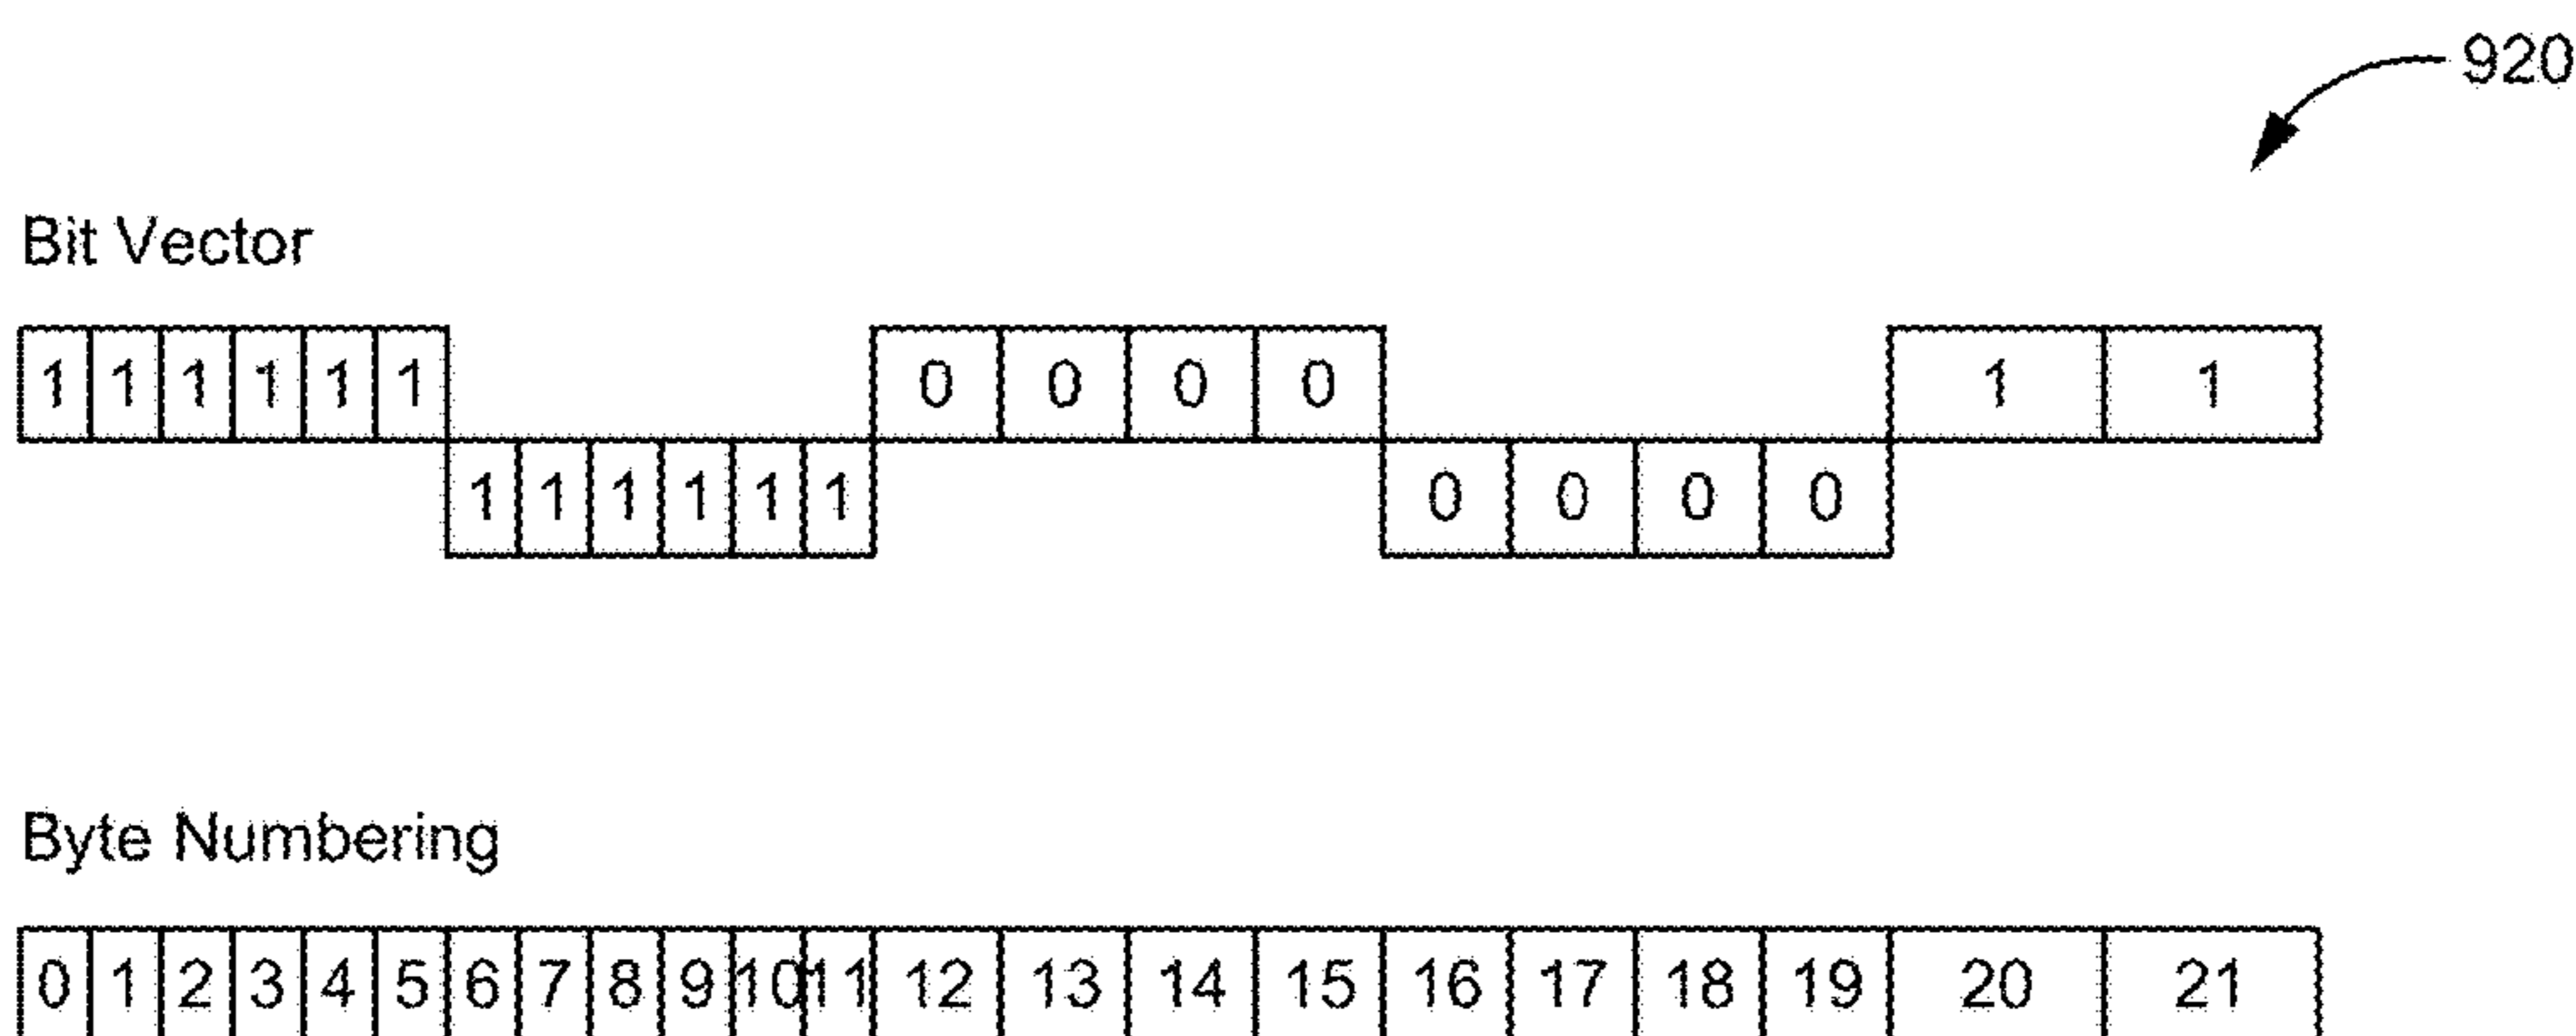 920
Bit Vector
1 1 1 1 1 1 0 0 0 0 1 1
1 1 1 1 1 1 0 0 0 0
Byte Numbering
0 1 2 3 4 5 6 7 8 9 10 11 12 13 14 15 16 17 18 19 20 21